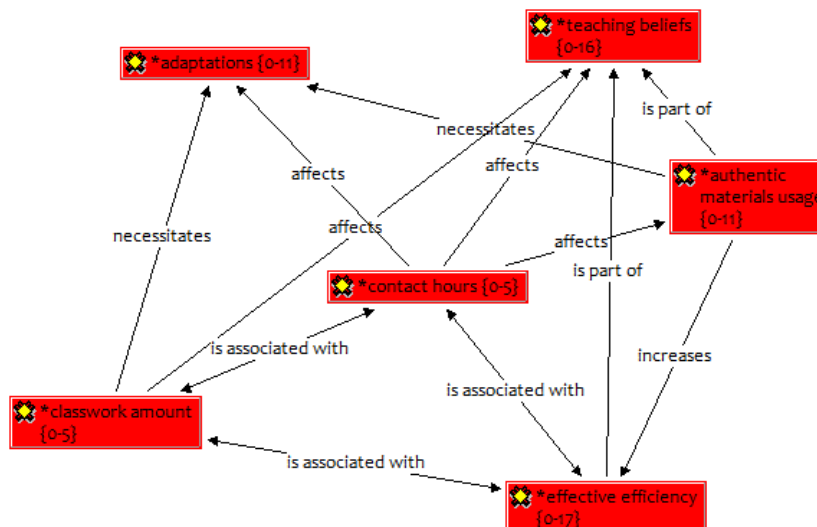 *teaching beliefs
{0-16}
*adaptations {0-11}
is part of
necessitates
affects
affects
*authentic
materials usage
{0-11}
necessitates
affects
affects
is part of
*contact hours {0-5}
is associated with
increases
is associated with
*classwork amount
{0-5}
is associated with
*effective efficiency
{0-17}